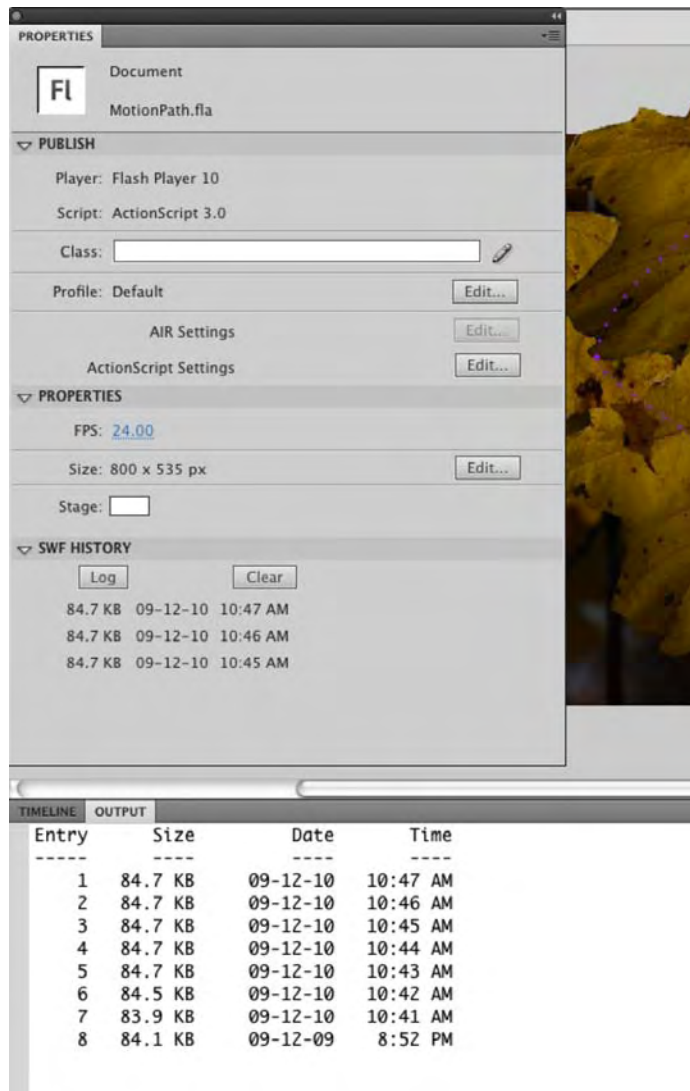 PROPERTIES
Fl
Document
MotionPath.fla
PUBLISH
Player: Flash Player 10
Script: ActionScript 3.0
Class:
Profile: Default Edit...
AIR Settings Edit...
ActionScript Settings Edit...
PROPERTIES
FPS: 24.00
Size: 800 x 535 px Edit...
Stage:
SWF HISTORY
Log Clear
84.7 KB 09-12-10 10:47 AM
84.7 KB 09-12-10 10:46 AM
84.7 KB 09-12-10 10:45 AM
TIMELINE OUTPUT
Entry Size Date Time
----- ---- ---- ----
1 84.7 KB 09-12-10 10:47 AM
2 84.7 KB 09-12-10 10:46 AM
3 84.7 KB 09-12-10 10:45 AM
4 84.7 KB 09-12-10 10:44 AM
5 84.7 KB 09-12-10 10:43 AM
6 84.5 KB 09-12-10 10:42 AM
7 83.9 KB 09-12-10 10:41 AM
8 84.1 KB 09-12-09 8:52 PM